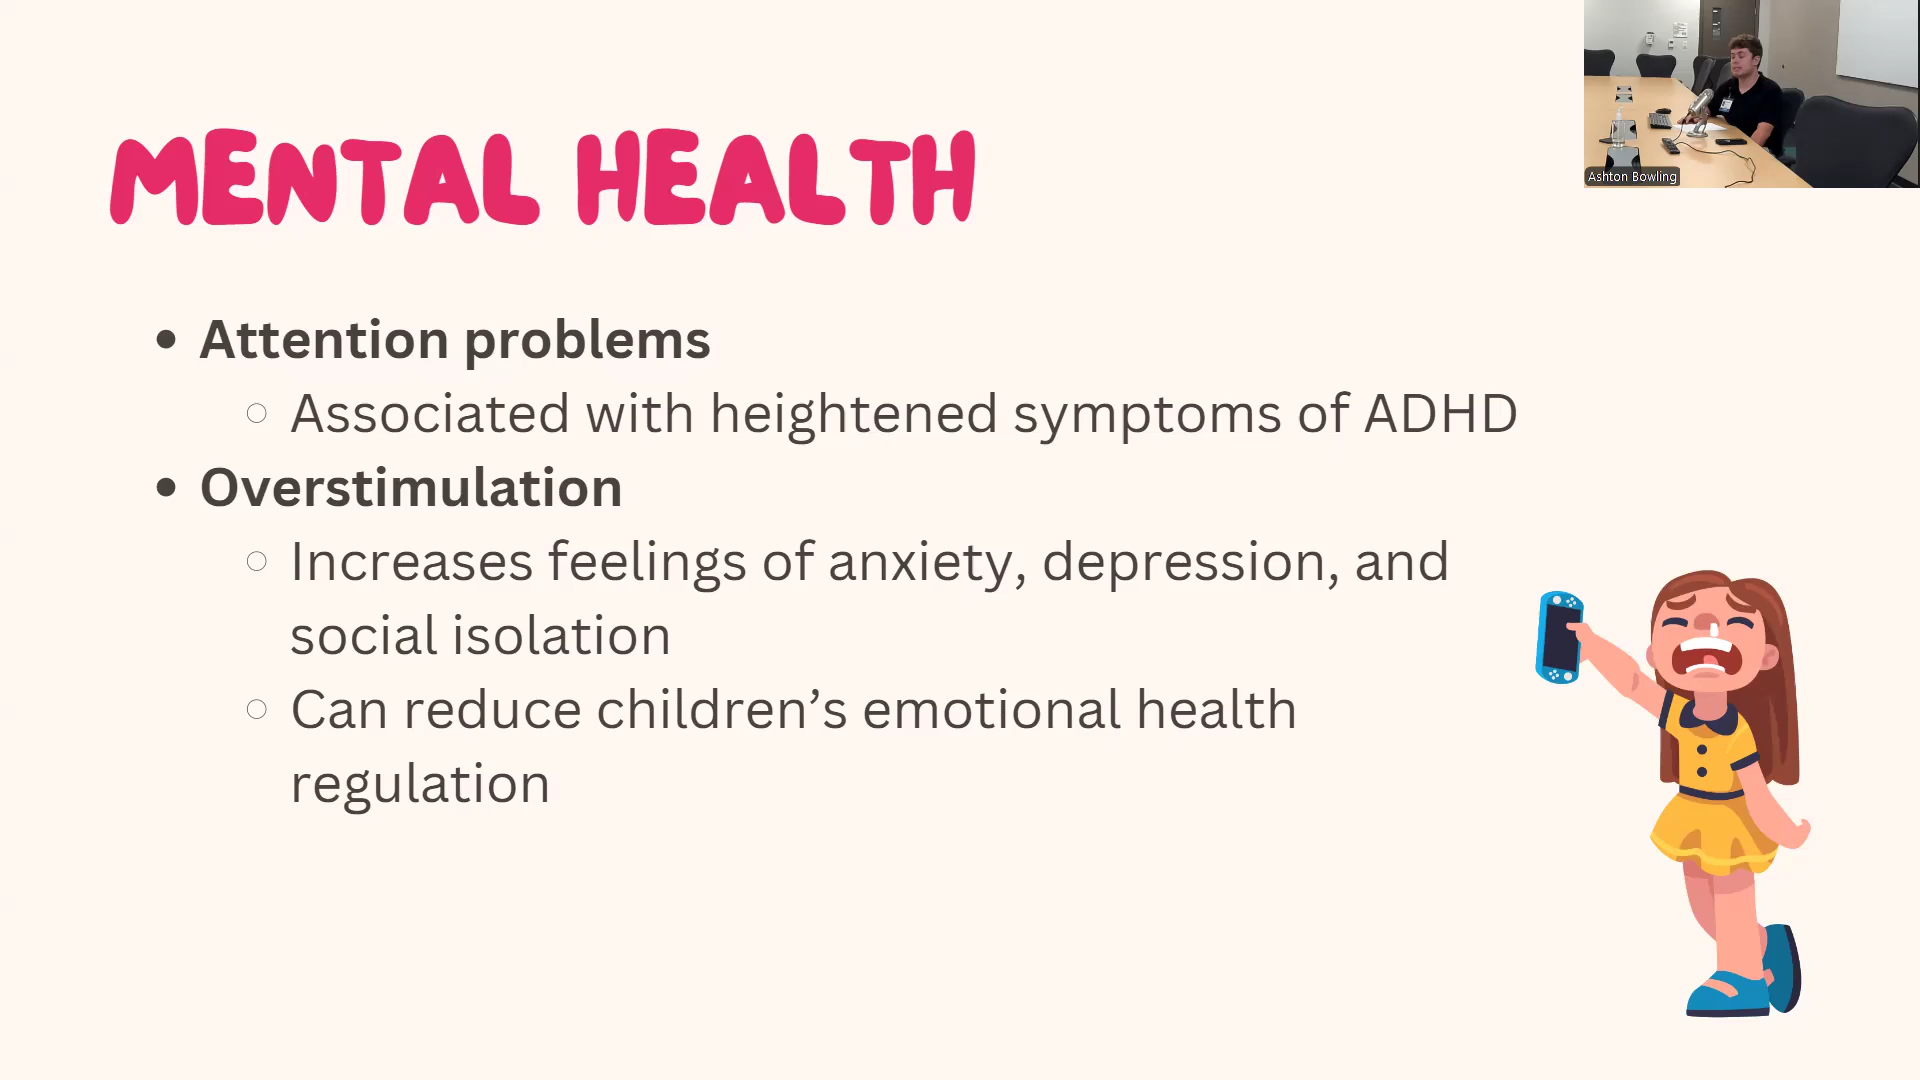 MENTAL HEALTH
Ashton Bowling
• Attention problems
○ Associated with heightened symptoms of ADHD
• Overstimulation
○ Increases feelings of anxiety, depression, and
social isolation
○ Can reduce children’s emotional health
regulation